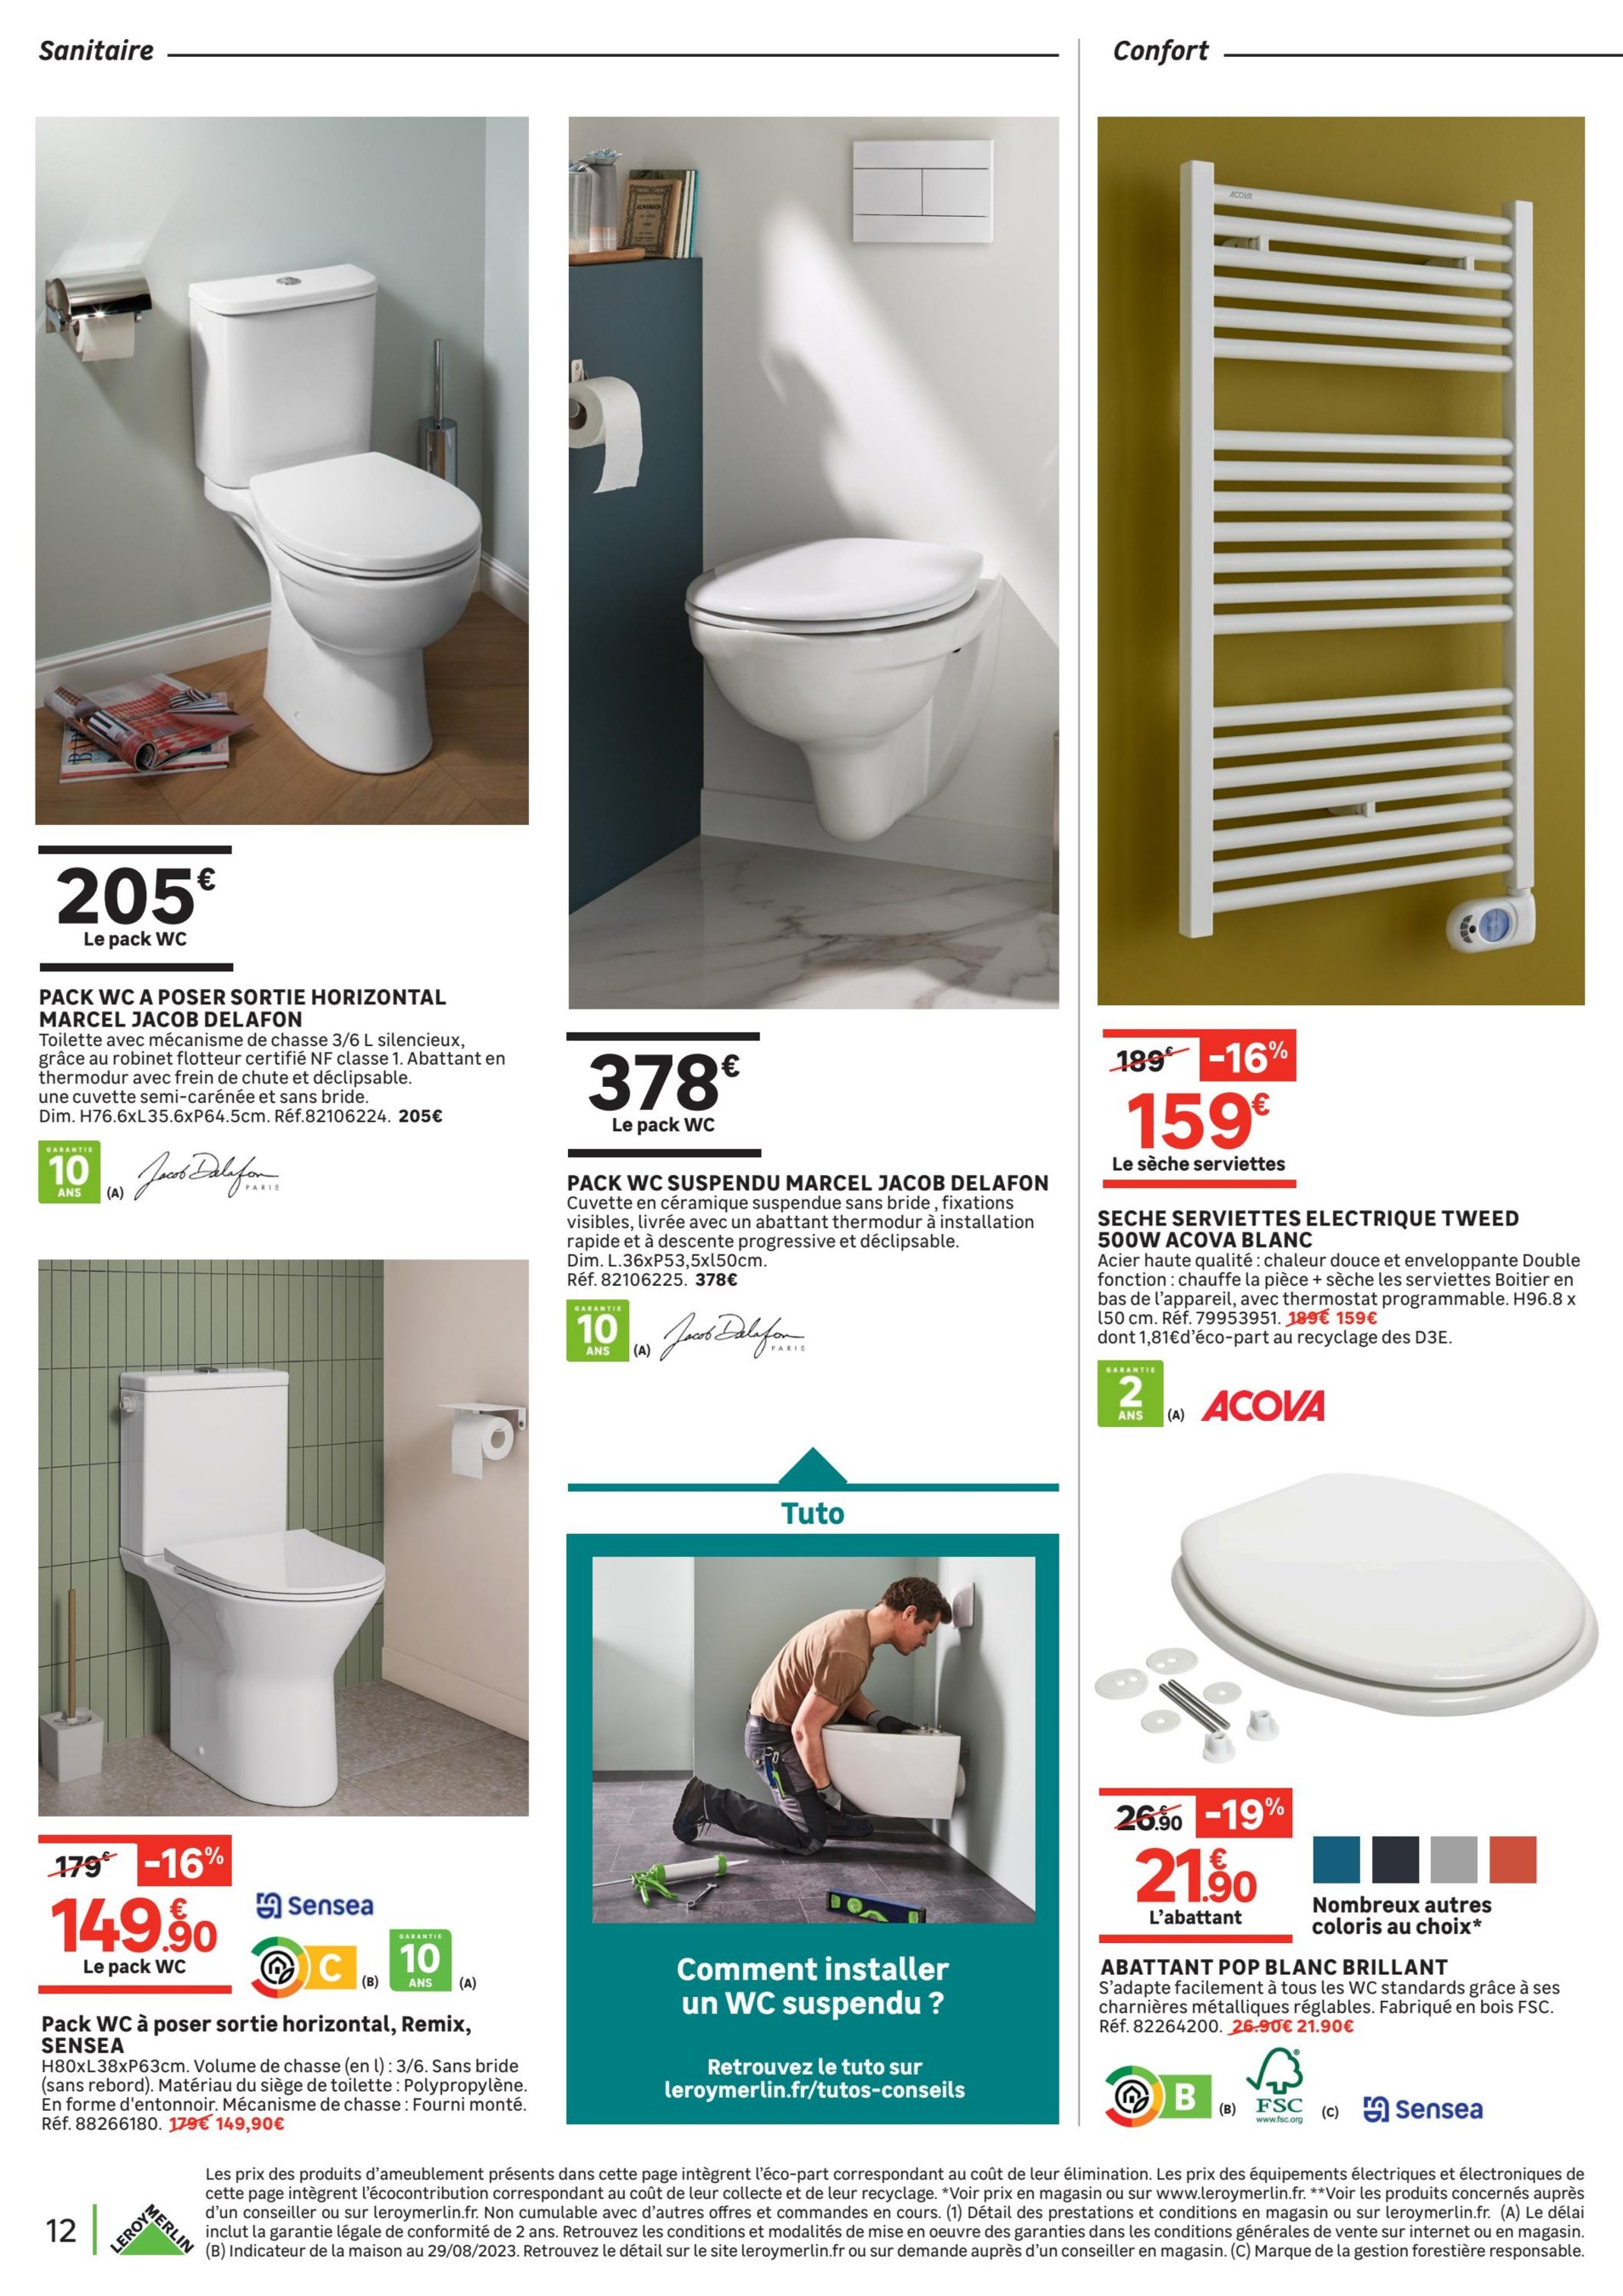 Sanitaire
205€
Le pack WC
PACK WC A POSER SORTIE HORIZONTAL
MARCEL JACOB DELAFON
Toilette avec mécanisme de chasse 3/6 L silencieux,
grâce au robinet flotteur certifié NF classe 1. Abattant en
thermodur avec frein de chute et déclipsable.
une cuvette semi-carénée et sans bride.
Dim. H76.6xL35.6xP64.5cm. Réf.82106224. 205€
GARANTIE
10
ANS
(A)
Jacob Delafon
PARIS
179€ -16%
149€.90
Le pack WC
Sensea
C
(B)
GARANTIE
10
ANS
(A)
Pack WC à poser sortie horizontal, Remix,
SENSEA
H80xL38xP63cm. Volume de chasse (en l) : 3/6. Sans bride
(sans rebord). Matériau du siège de toilette : Polypropylène.
En forme d'entonnoir. Mécanisme de chasse : Fourni monté.
Réf. 88266180. 179€ 149,90€
ALMANACH
378€
Le pack WC
PACK WC SUSPENDU MARCEL JACOB DELAFON
Cuvette en céramique suspendue sans bride , fixations
visibles, livrée avec un abattant thermodur à installation
rapide et à descente progressive et déclipsable.
Dim. L.36xP53,5xl50cm.
Réf. 82106225. 378€
GARANTIE
10
ANS
(A)
Jacob Delafon
PARIS
Tuto
Comment installer
un WC suspendu ?
Retrouvez le tuto sur
leroymerlin.fr/tutos-conseils
Confort
ACOVA
189€ -16%
159€
Le sèche serviettes
SECHE SERVIETTES ELECTRIQUE TWEED
500W ACOVA BLANC
Acier haute qualité : chaleur douce et enveloppante Double
fonction : chauffe la pièce + sèche les serviettes Boitier en
bas de l'appareil, avec thermostat programmable. H96.8 x
l50 cm. Réf. 79953951. 189€ 159€
dont 1,81€d'éco-part au recyclage des D3E.
GARANTIE
2
ANS
(A)
ACOVA
26€.90 -19%
21€.90
L'abattant
Nombreux autres
coloris au choix*
ABATTANT POP BLANC BRILLANT
S'adapte facilement à tous les WC standards grâce à ses
charnières métalliques réglables. Fabriqué en bois FSC.
Réf. 82264200. 26.90€ 21.90€
B
(B)
FSC
www.fsc.org
(C)
Sensea
Les prix des produits d'ameublement présents dans cette page intègrent l'éco-part correspondant au coût de leur élimination. Les prix des équipements électriques et électroniques de
cette page intègrent l'écocontribution correspondant au coût de leur collecte et de leur recyclage. *Voir prix en magasin ou sur www.leroymerlin.fr. **Voir les produits concernés auprès
d'un conseiller ou sur leroymerlin.fr. Non cumulable avec d'autres offres et commandes en cours. (1) Détail des prestations et conditions en magasin ou sur leroymerlin.fr. (A) Le délai
inclut la garantie légale de conformité de 2 ans. Retrouvez les conditions et modalités de mise en oeuvre des garanties dans les conditions générales de vente sur internet ou en magasin.
(B) Indicateur de la maison au 29/08/2023. Retrouvez le détail sur le site leroymerlin.fr ou sur demande auprès d'un conseiller en magasin. (C) Marque de la gestion forestière responsable.
12
LEROY MERLIN